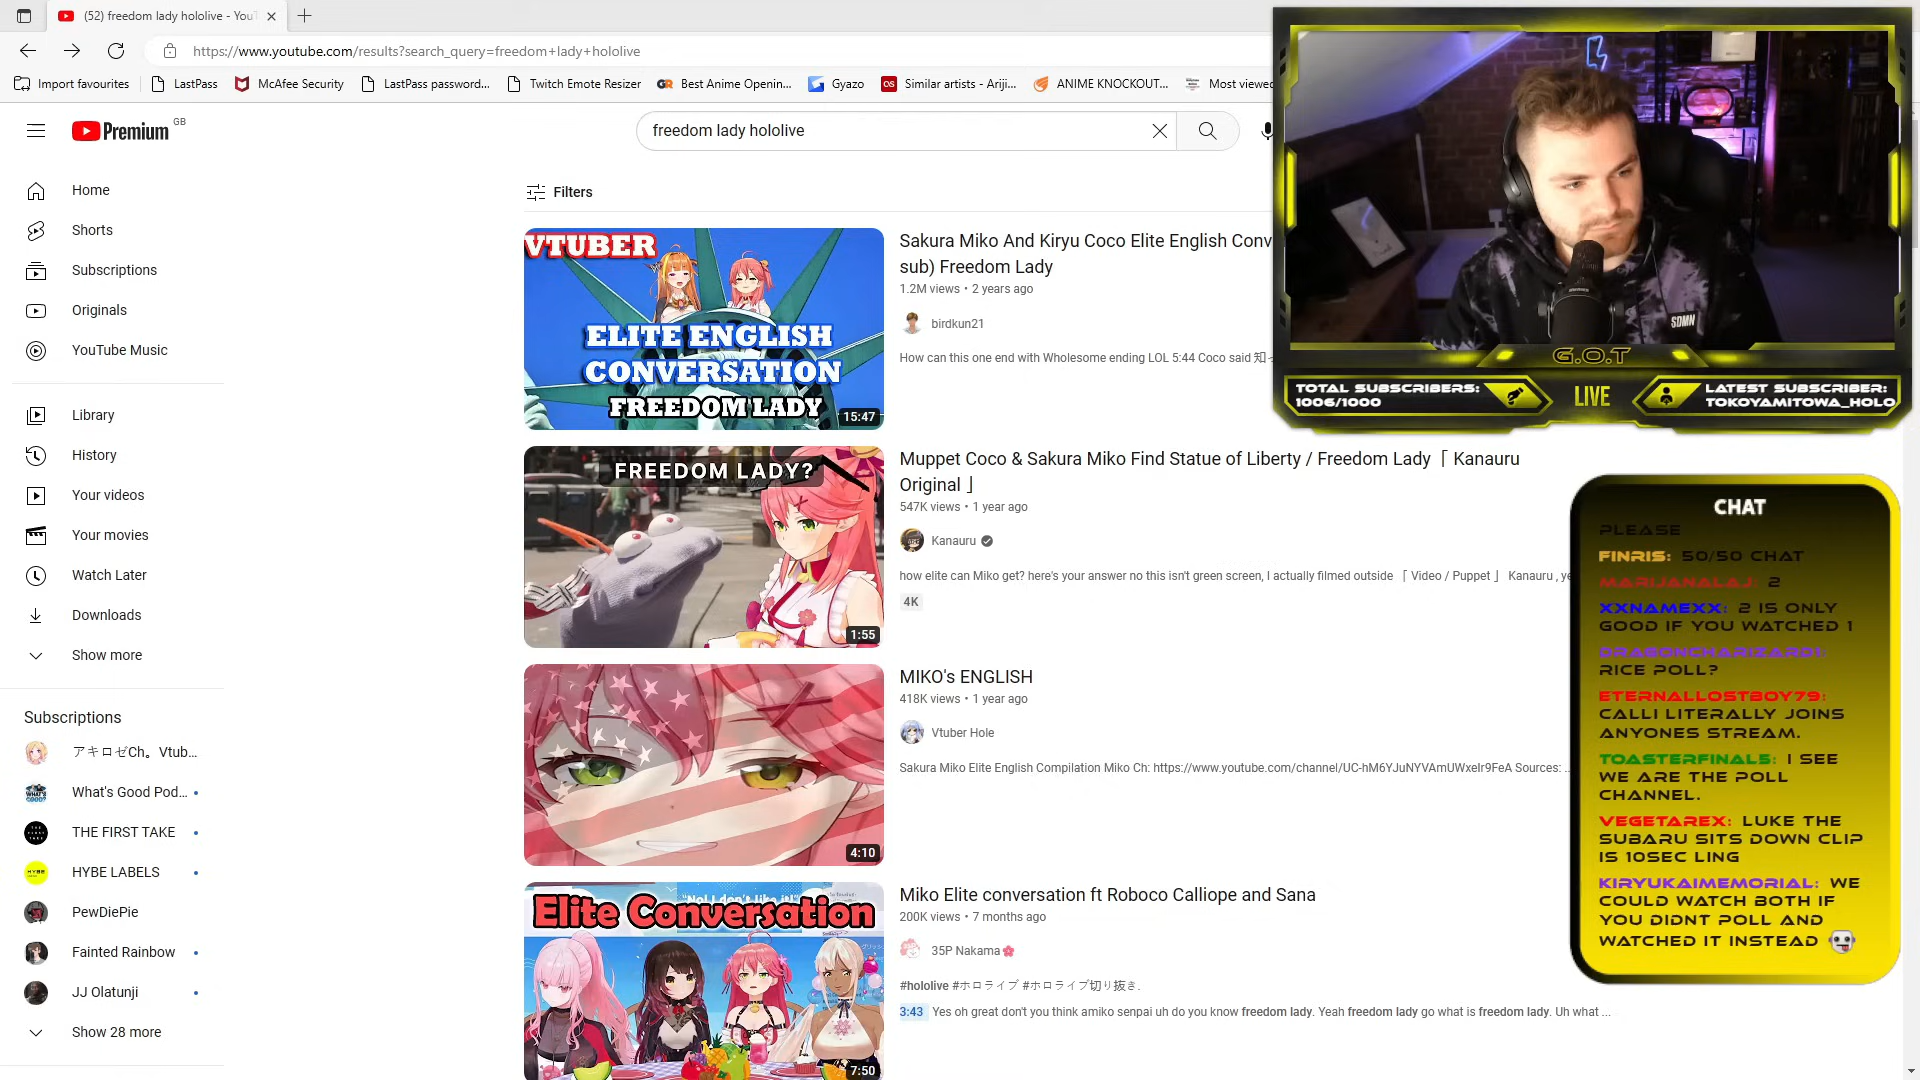 (52) freedom lady hololive - YouT
https://www.youtube.com/results?search_query=freedom+lady+hololive
Import favourites
LastPass
McAfee Security
LastPass password...
Twitch Emote Resizer
Best Anime Openin...
Gyazo
Similar artists - Ariji...
ANIME KNOCKOUT...
Most viewed
Premium GB
freedom lady hololive
Home
Shorts
Subscriptions
Originals
YouTube Music
Library
History
Your videos
Your movies
Watch Later
Downloads
Show more
Subscriptions
アキロゼCh。Vtub...
What's Good Pod...
THE FIRST TAKE
HYBE LABELS
PewDiePie
Fainted Rainbow
JJ Olatunji
Show 28 more
Filters
VTUBER
ELITE ENGLISH
CONVERSATION
FREEDOM LADY
15:47
Sakura Miko And Kiryu Coco Elite English Conv
sub) Freedom Lady
1.2M views • 2 years ago
birdkun21
How can this one end with Wholesome ending LOL 5:44 Coco said 知っ
FREEDOM LADY?
1:55
Muppet Coco & Sakura Miko Find Statue of Liberty / Freedom Lady「 Kanauru
Original 」
547K views • 1 year ago
Kanauru
how elite can Miko get? here's your answer no this isn't green screen, I actually filmed outside 「 Video / Puppet 」 Kanauru , ye
4K
4:10
MIKO's ENGLISH
418K views • 1 year ago
Vtuber Hole
Sakura Miko Elite English Compilation Miko Ch: https://www.youtube.com/channel/UC-hM6YJuNYVAmUWxeIr9FeA Sources: ...
Elite Conversation
7:50
Miko Elite conversation ft Roboco Calliope and Sana
200K views • 7 months ago
35P Nakama🌸
#hololive #ホロライブ #ホロライブ切り抜き.
3:43 Yes oh great don't you think amiko senpai uh do you know freedom lady. Yeah freedom lady go what is freedom lady. Uh what ...
SDMN
G.O.T
TOTAL SUBSCRIBERS:
1006/1000
LIVE
LATEST SUBSCRIBER:
TOKOYAMITOWA_HOLO
CHAT
PLEASE
FINRIS: 50/50 CHAT
MARIJANALAJ: 2
XXNAMEXX: 2 IS ONLY
GOOD IF YOU WATCHED 1
DRAGONCHARIZARD1:
RICE POLL?
ETERNALLOSTBOY79:
CALLI LITERALLY JOINS
ANYONES STREAM.
TOASTERFINALS: I SEE
WE ARE THE POLL
CHANNEL.
VEGETAREX: LUKE THE
SUBARU SITS DOWN CLIP
IS 10SEC LING
KIRYUKAIMEMORIAL: WE
COULD WATCH BOTH IF
YOU DIDNT POLL AND
WATCHED IT INSTEAD